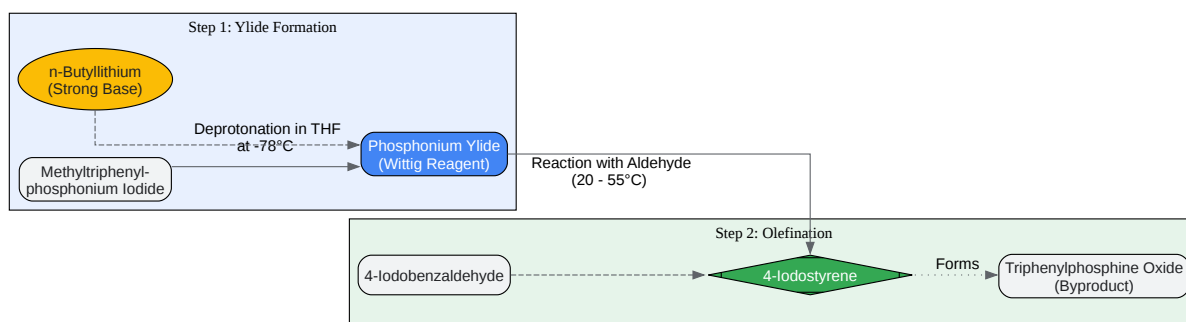 Step 1: Ylide Formation
n-Butyllithium
(Strong Base)
Deprotonation in THF
at -78°C
Methyltriphenyl-
phosphonium Iodide
Phosphonium Ylide
(Wittig Reagent)
Reaction with Aldehyde
(20 - 55°C)
Step 2: Olefination
4-Iodobenzaldehyde
4-Iodostyrene
Forms
Triphenylphosphine Oxide
(Byproduct)